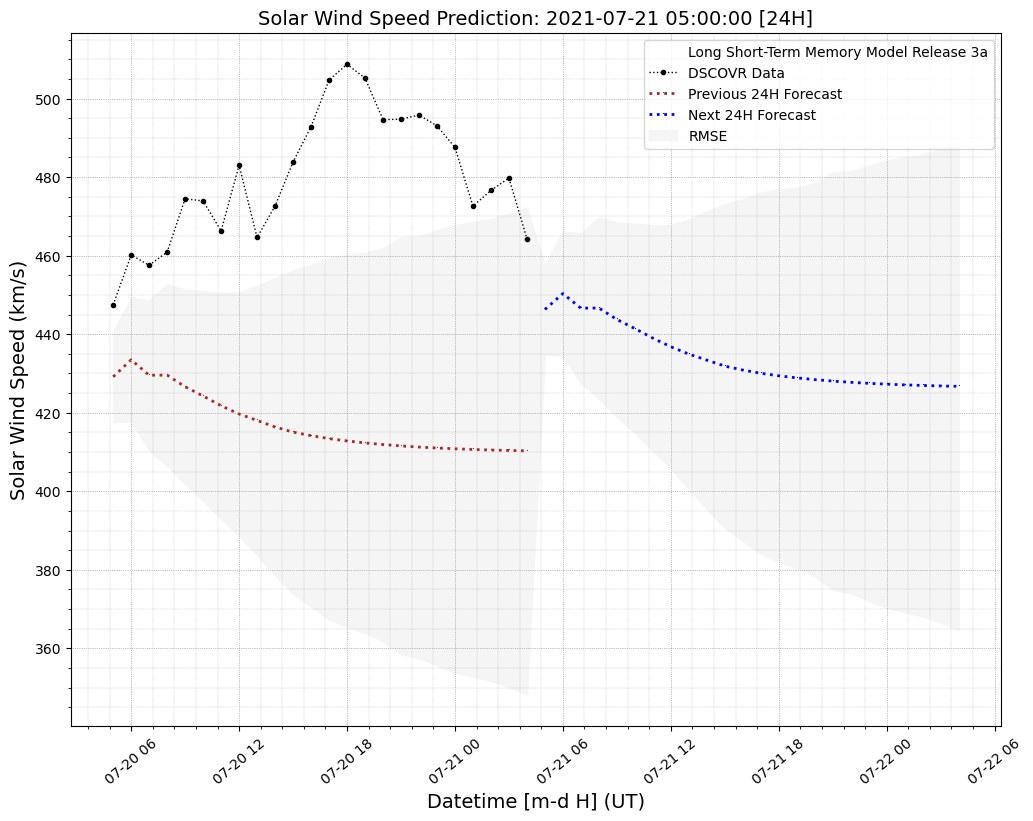 Solar Wind Speed Prediction: 2021-07-21 05:00:00 [24H]
Long Short-Term Memory Model Release 3a
DSCOVR Data
Previous 24H Forecast
Next 24H Forecast
RMSE
Solar Wind Speed (km/s)
500
480
460
440
420
400
380
360
07-20 06
07-20 12
07-20 18
07-21 00
07-21 06
07-21 12
07-21 18
07-22 00
07-22 06
Datetime [m-d H] (UT)